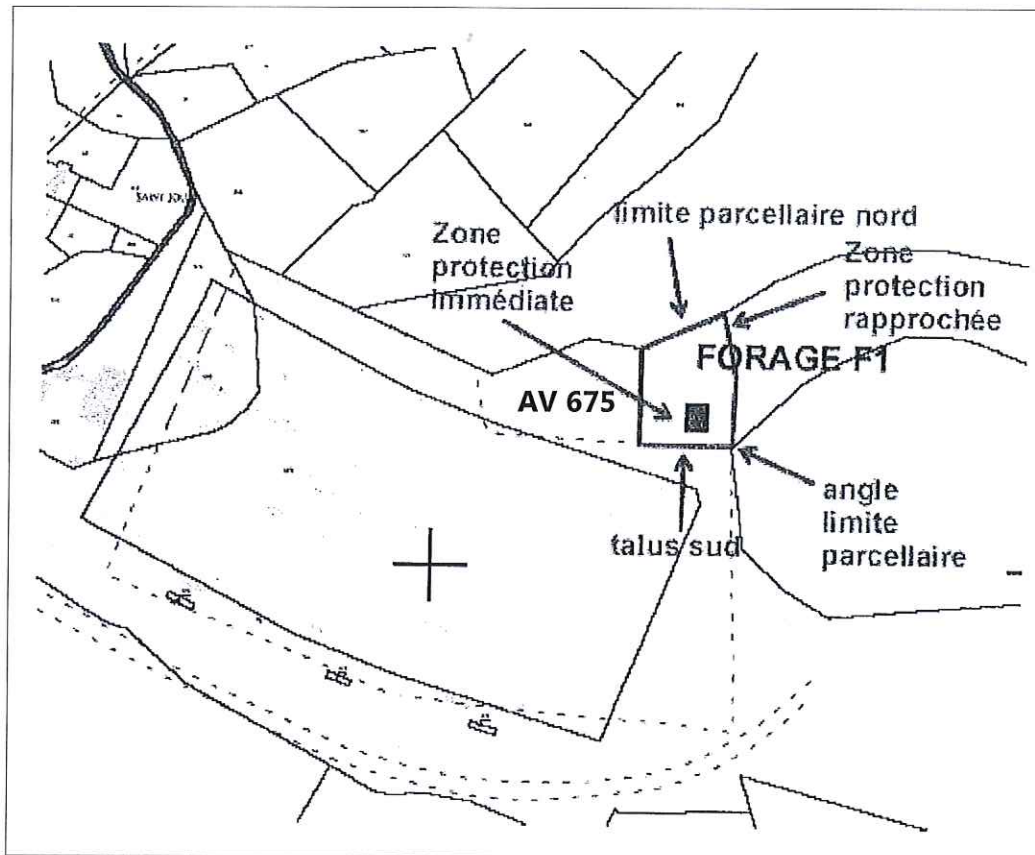 limite parcellaire nord
Zone
protection
immédiate
Zone
protection
rapprochée
FORAGE F1
AV 675
angle
limite
parcellaire
talus sud